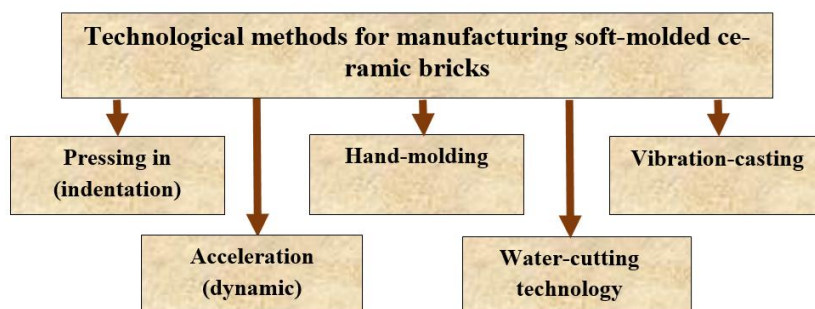 Technological methods for manufacturing soft-molded ce-
ramic bricks
Pressing in
(indentation)
Hand-molding
Vibration-casting
Acceleration
(dynamic)
Water-cutting
technology